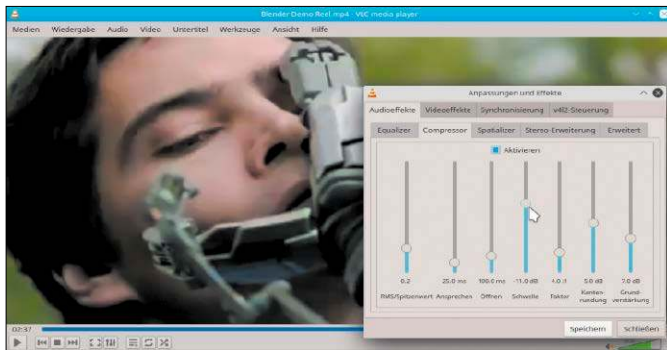 Blender Demo Reel.mp4 - VLC media player
Medien Wiedergabe Audio Video Untertitel Werkzeuge Ansicht Hilfe
Anpassungen und Effekte
Audioeffekte Videoeffekte Synchronisierung v4l2-Steuerung
Equalizer Compressor Spatializer Stereo-Erweiterung Erweitert
Aktivieren
0.2 25.0 ms 100.0 ms -11.0 dB 4.0:1 5.0 dB 7.0 dB
RMS/Spitzenwert Ansprechen Öffnen Schwelle Faktor Kanten-
rundung Grund-
verstärkung
02:37
Speichern Schließen